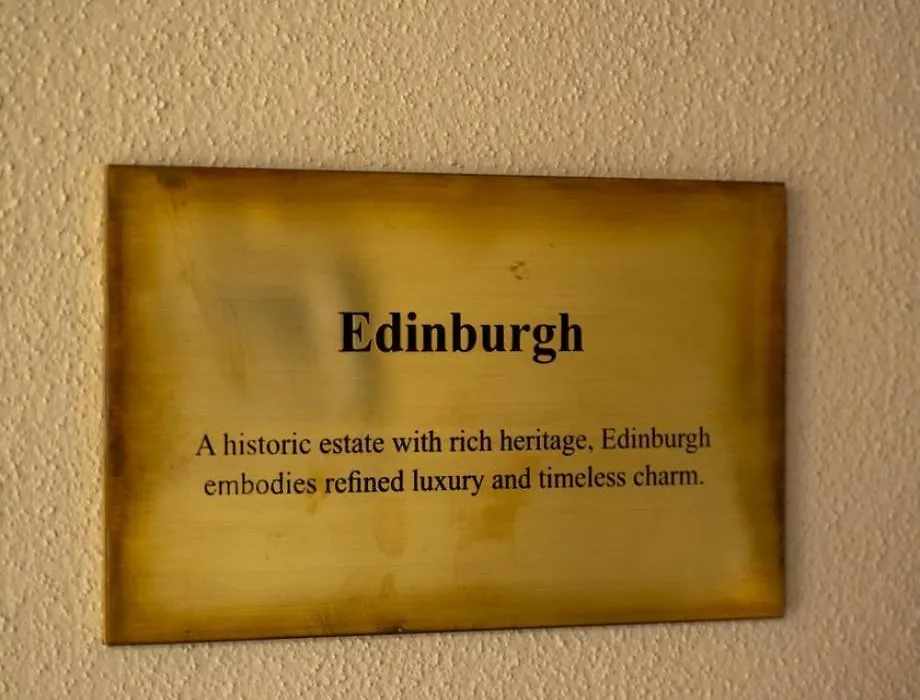 Edinburgh
A historic estate with rich heritage, Edinburgh
embodies refined luxury and timeless charm.